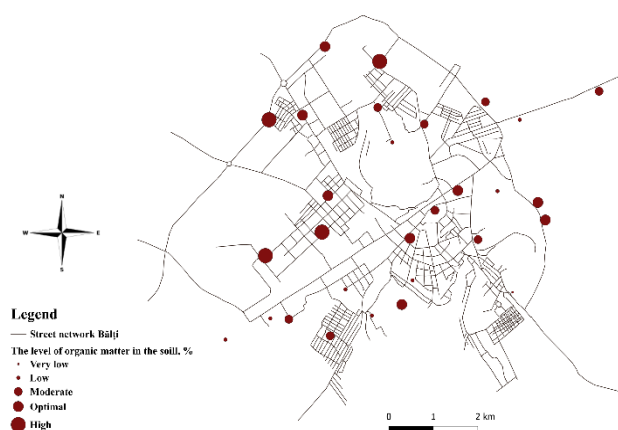 N
W
E
S
Legend
Street network Bălți
The level of organic matter in the soill, %
Very low
Low
Moderate
Optimal
High
0 1 2 km